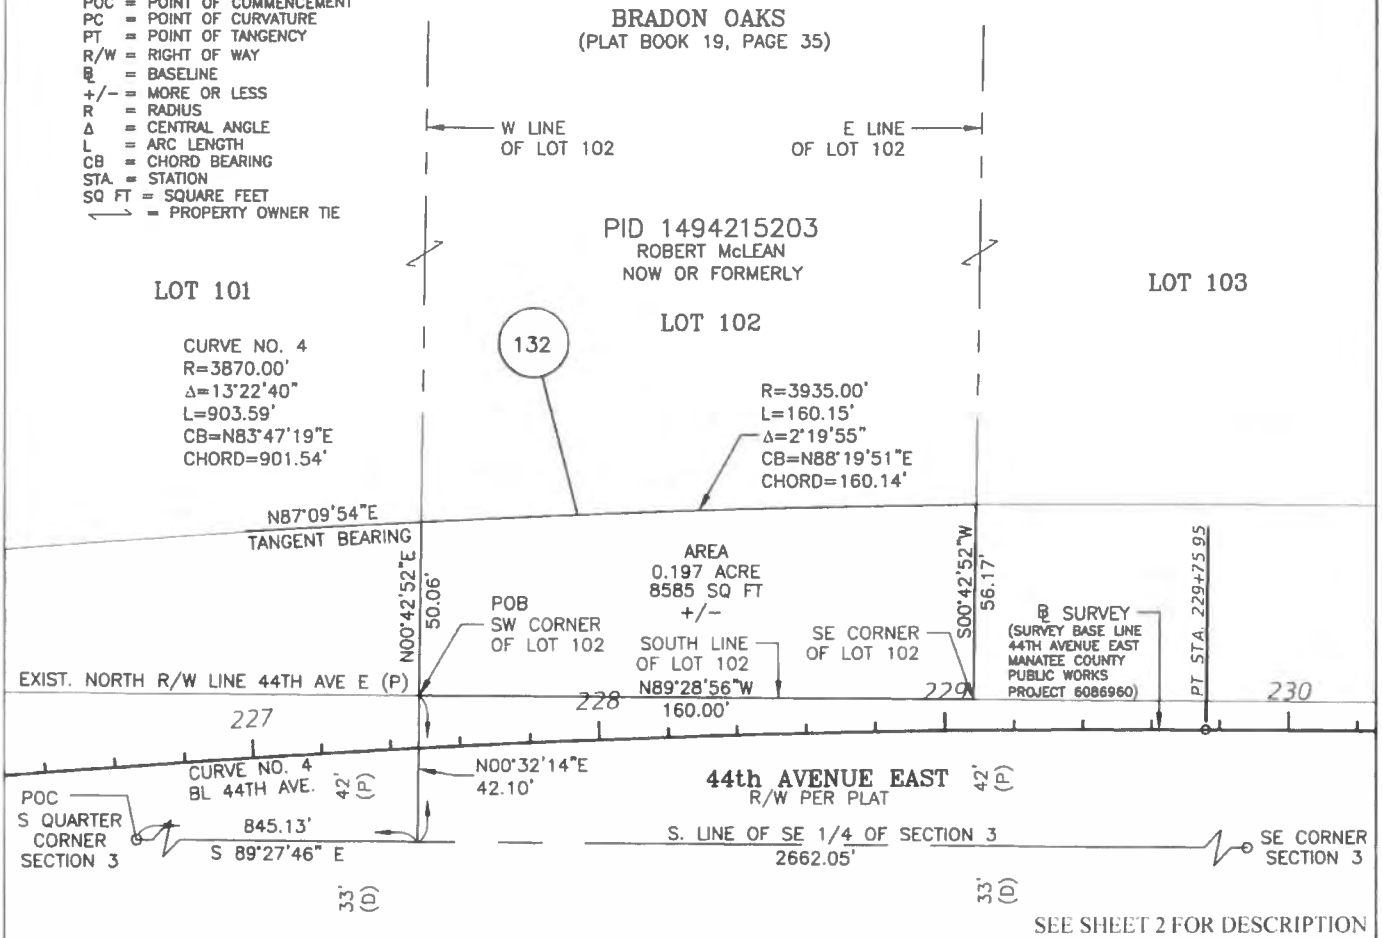 POC = POINT OF COMMENCEMENT
PC = POINT OF CURVATURE
PT = POINT OF TANGENCY
R/W = RIGHT OF WAY
BL = BASELINE
+/- = MORE OR LESS
R = RADIUS
Δ = CENTRAL ANGLE
L = ARC LENGTH
CB = CHORD BEARING
STA. = STATION
SQ FT = SQUARE FEET
= PROPERTY OWNER TIE
BRADON OAKS
(PLAT BOOK 19, PAGE 35)
W LINE
OF LOT 102
E LINE
OF LOT 102
PID 1494215203
ROBERT McLEAN
NOW OR FORMERLY
LOT 101
LOT 102
LOT 103
132
CURVE NO. 4
R=3870.00'
Δ=13°22'40"
L=903.59'
CB=N83°47'19"E
CHORD=901.54'
R=3935.00'
L=160.15'
Δ=2°19'55"
CB=N88°19'51"E
CHORD=160.14'
N87°09'54"E
TANGENT BEARING
N00°42'52"E
50.06'
AREA
0.197 ACRE
8585 SQ FT
+/-
S00°42'52"W
56.17'
POB
SW CORNER
OF LOT 102
SOUTH LINE
OF LOT 102
SE CORNER
OF LOT 102
BL SURVEY
(SURVEY BASE LINE
44TH AVENUE EAST
MANATEE COUNTY
PUBLIC WORKS
PROJECT 6086960)
PT STA. 229+75.95
EXIST. NORTH R/W LINE 44TH AVE E (P)
N89°28'56"W
160.00'
227
228
229
230
CURVE NO. 4
BL 44TH AVE.
42'
(P)
N00°32'14"E
42.10'
44th AVENUE EAST
R/W PER PLAT
42'
(P)
POC
S QUARTER
CORNER
SECTION 3
845.13'
S 89°27'46" E
S. LINE OF SE 1/4 OF SECTION 3
2662.05'
SE CORNER
SECTION 3
33'
(D)
33'
(D)
SEE SHEET 2 FOR DESCRIPTION